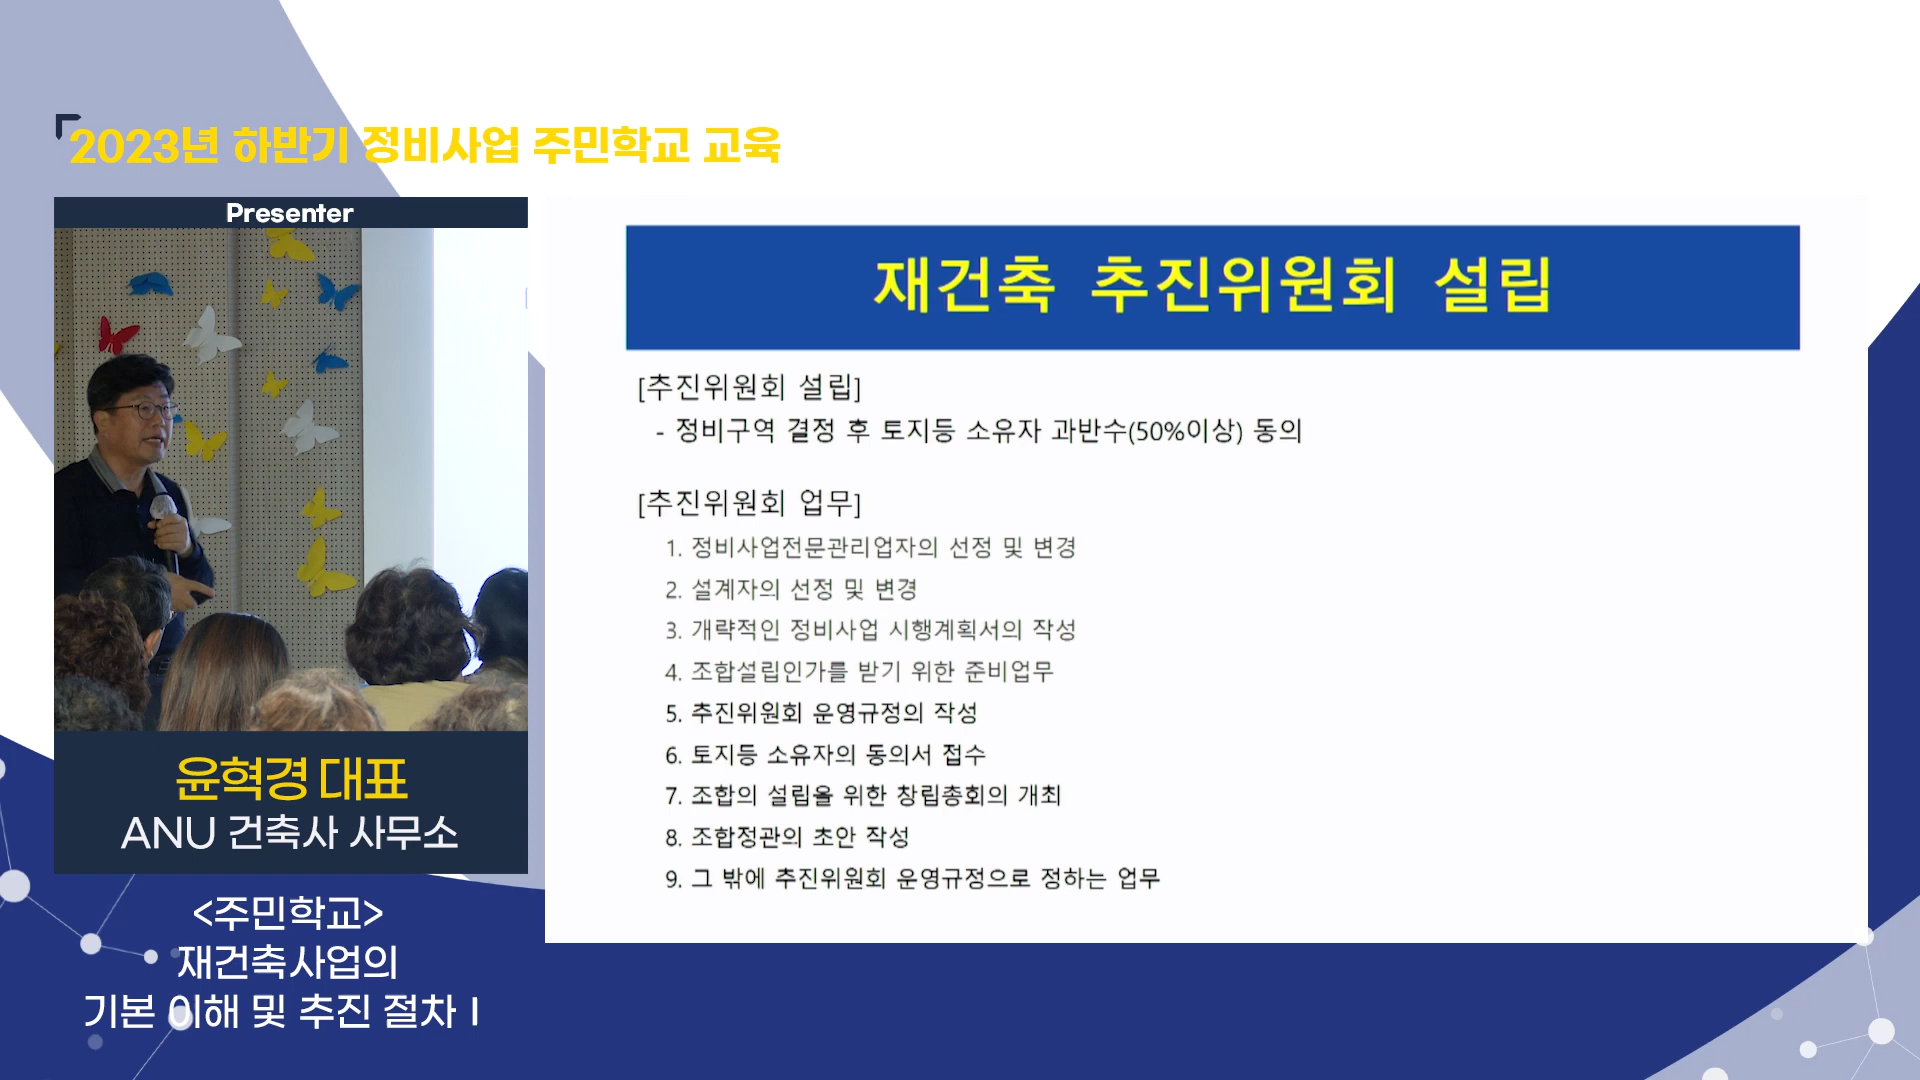 2023년 하반기 정비사업 주민학교 교육
Presenter
윤혁경 대표
ANU 건축사 사무소
<주민학교>
재건축사업의
기본 이해 및 추진 절차 I
재건축 추진위원회 설립
[추진위원회 설립]
- 정비구역 결정 후 토지등 소유자 과반수(50%이상) 동의
[추진위원회 업무]
1. 정비사업전문관리업자의 선정 및 변경
2. 설계자의 선정 및 변경
3. 개략적인 정비사업 시행계획서의 작성
4. 조합설립인가를 받기 위한 준비업무
5. 추진위원회 운영규정의 작성
6. 토지등 소유자의 동의서 접수
7. 조합의 설립을 위한 창립총회의 개최
8. 조합정관의 초안 작성
9. 그 밖에 추진위원회 운영규정으로 정하는 업무